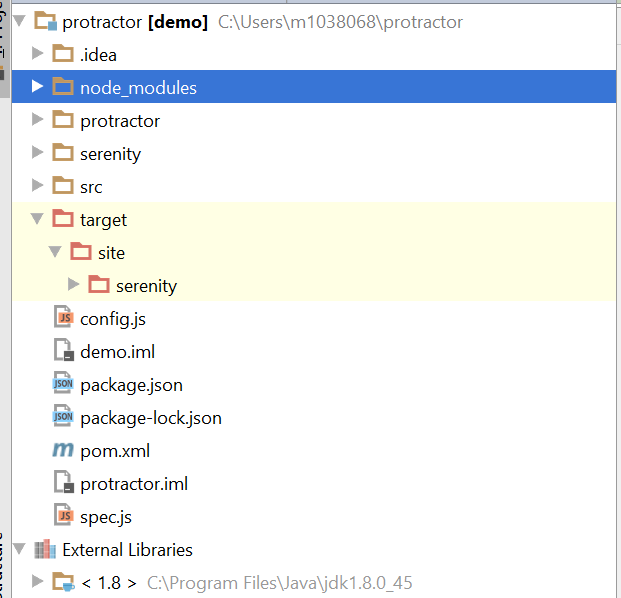 protractor [demo] C:\Users\m1038068\protractor
.idea
node_modules
protractor
serenity
src
target
site
serenity
config.js
demo.iml
package.json
package-lock.json
pom.xml
protractor.iml
spec.js
External Libraries
< 1.8 > C:\Program Files\Java\jdk1.8.0_45